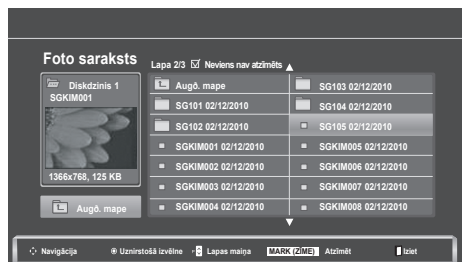 Foto saraksts
Lapa 2/3 ☑ Neviens nav atzīmēts
Diskdzinis 1
SGKIM001
1366x768, 125 KB
Augð. mape
Augð. mape
SG101 02/12/2010
SG102 02/12/2010
SGKIM001 02/12/2010
SGKIM002 02/12/2010
SGKIM003 02/12/2010
SGKIM004 02/12/2010
SG103 02/12/2010
SG104 02/12/2010
SG105 02/12/2010
SGKIM005 02/12/2010
SGKIM006 02/12/2010
SGKIM007 02/12/2010
SGKIM008 02/12/2010
Navigācija Uznirstošā izvēlne P Lapas maiņa MARK (ZĪME) Atzīmēt Iziet